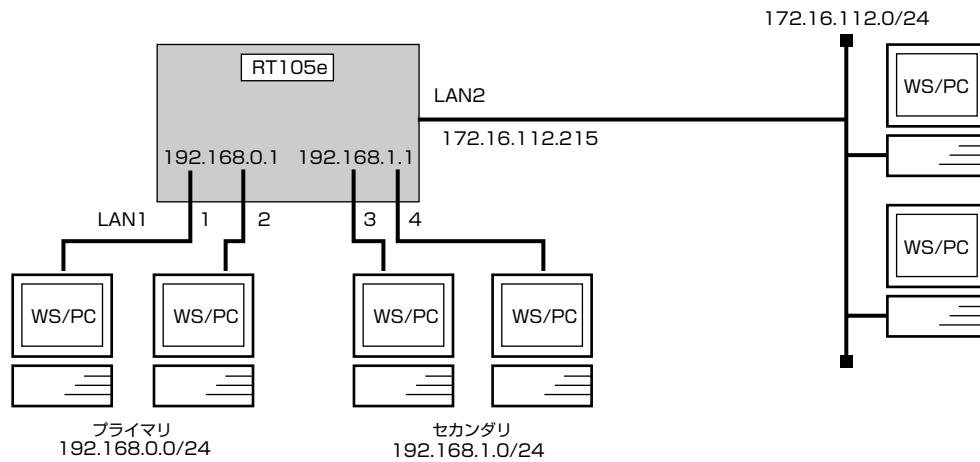 172.16.112.0/24
RT105e
WS/PC
LAN2
172.16.112.215
192.168.0.1 192.168.1.1
LAN1 1 2 3 4
WS/PC
WS/PC WS/PC WS/PC WS/PC
プライマリ
192.168.0.0/24
セカンダリ
192.168.1.0/24